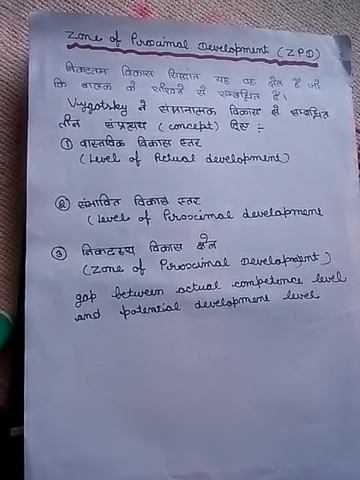 Zone of Proximal Development (ZPD)
निकटतम विकास सिद्धांत यह वह क्षेत्र है जो
कि बालक के सीखने से सम्बन्धित है।
Vygotsky ने संज्ञानात्मक विकास से सम्बन्धित
तीन संप्रत्यय (concept) दिए :-
① वास्तविक विकास स्तर
(Level of Actual development)
② संभावित विकास स्तर
(Level of Proximal development
③ निकटस्थ विकास क्षेत्र
(Zone of Proximal Development)
gap between actual competence level
and potential development level